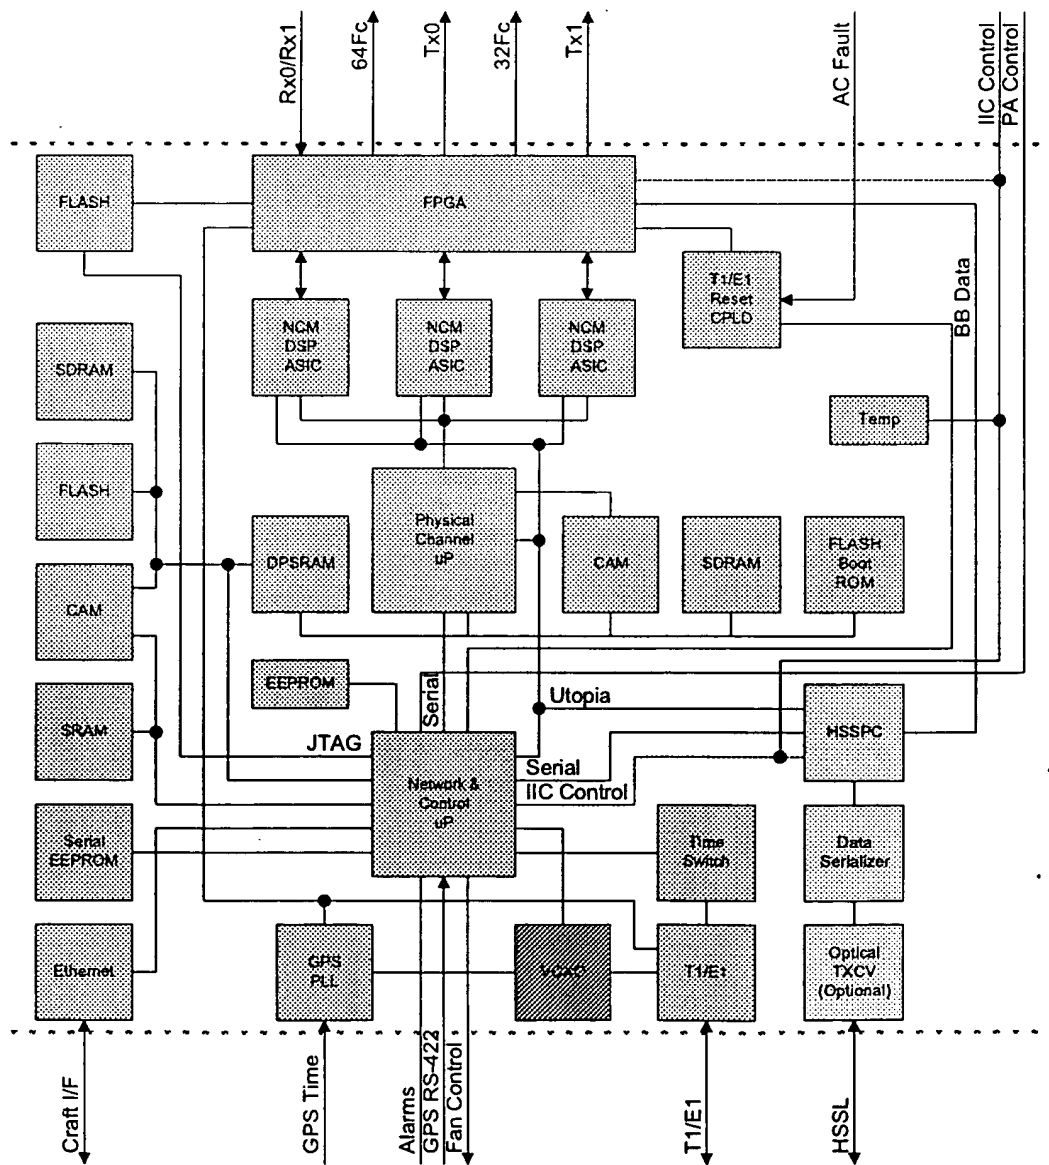 Rx0/Rx1
64Fc
Tx0
32Fc
Tx1
AC Fault
IIC Control
PA Control
FLASH
FPGA
T1/E1
Reset
CPLD
BB Data
NCM
DSP
ASIC
NCM
DSP
ASIC
NCM
DSP
ASIC
SDRAM
Temp
FLASH
Physical
Channel
uP
DPSRAM
CAM
SDRAM
FLASH
Boot
ROM
CAM
EEPROM
Serial
Utopia
SRAM
JTAG
HSSPC
Network &
Control
uP
Serial
IIC Control
Serial
EEPROM
Time
Switch
Data
Serializer
Ethernet
GPS
PLL
VCXO
T1/E1
Optical
TXCV
(Optional)
Craft I/F
GPS Time
Alarms
GPS RS-422
Fan Control
T1/E1
HSSL